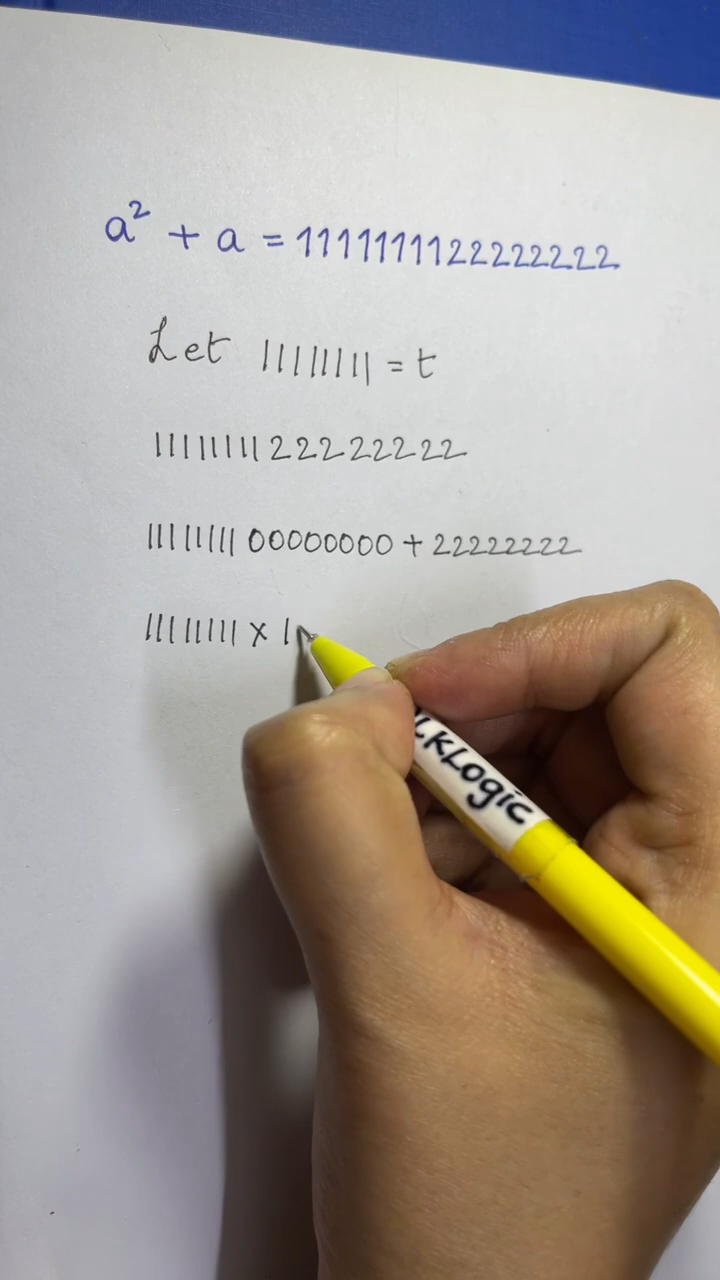 a² + a = 1111111122222222
Let 11111111 = t
1111111122222222
1111111100000000 + 22222222
11111111 × 1
LKLogic